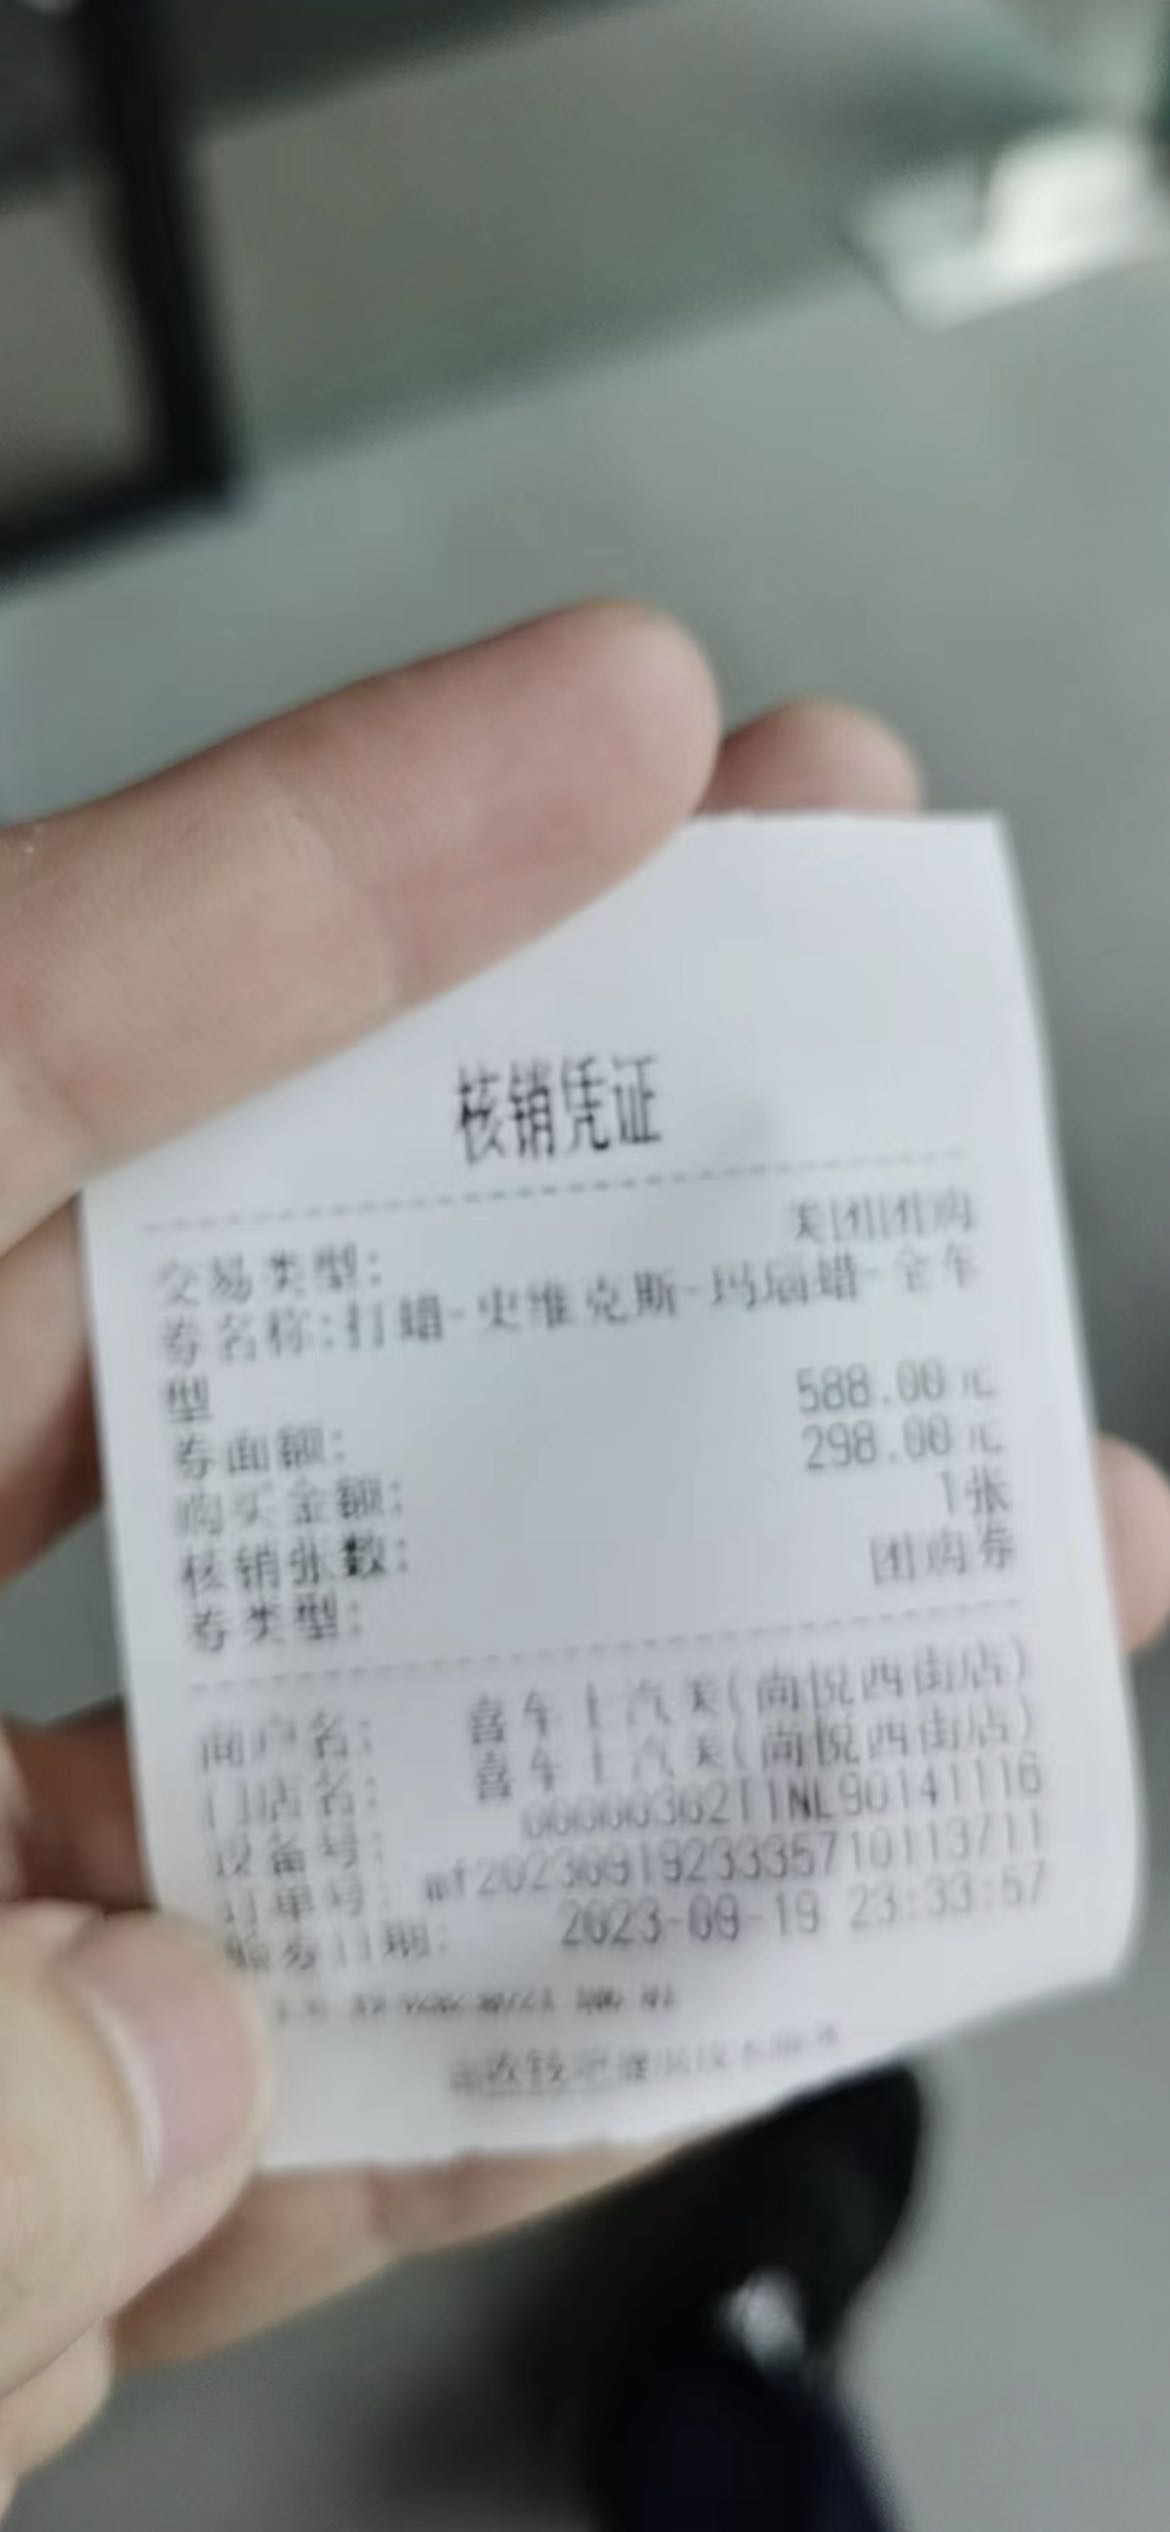 核销凭证
交易类型: 美团团购
券名称:打蜡-史维克斯-玛瑙蜡-全车
型
券面额: 588.00元
购买金额: 298.00元
核销张数: 1张
券类型: 团购券
商户名: 喜车士汽美(尚悦西街店)
门店名: 喜车士汽美(尚悦西街店)
设备号:
订单号: mf2023091923335710113711
验券日期: 2023-09-19 23:33:57